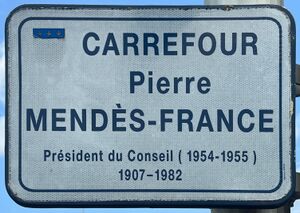 CARREFOUR
Pierre
MENDÈS-FRANCE
Président du Conseil ( 1954-1955 )
1907-1982